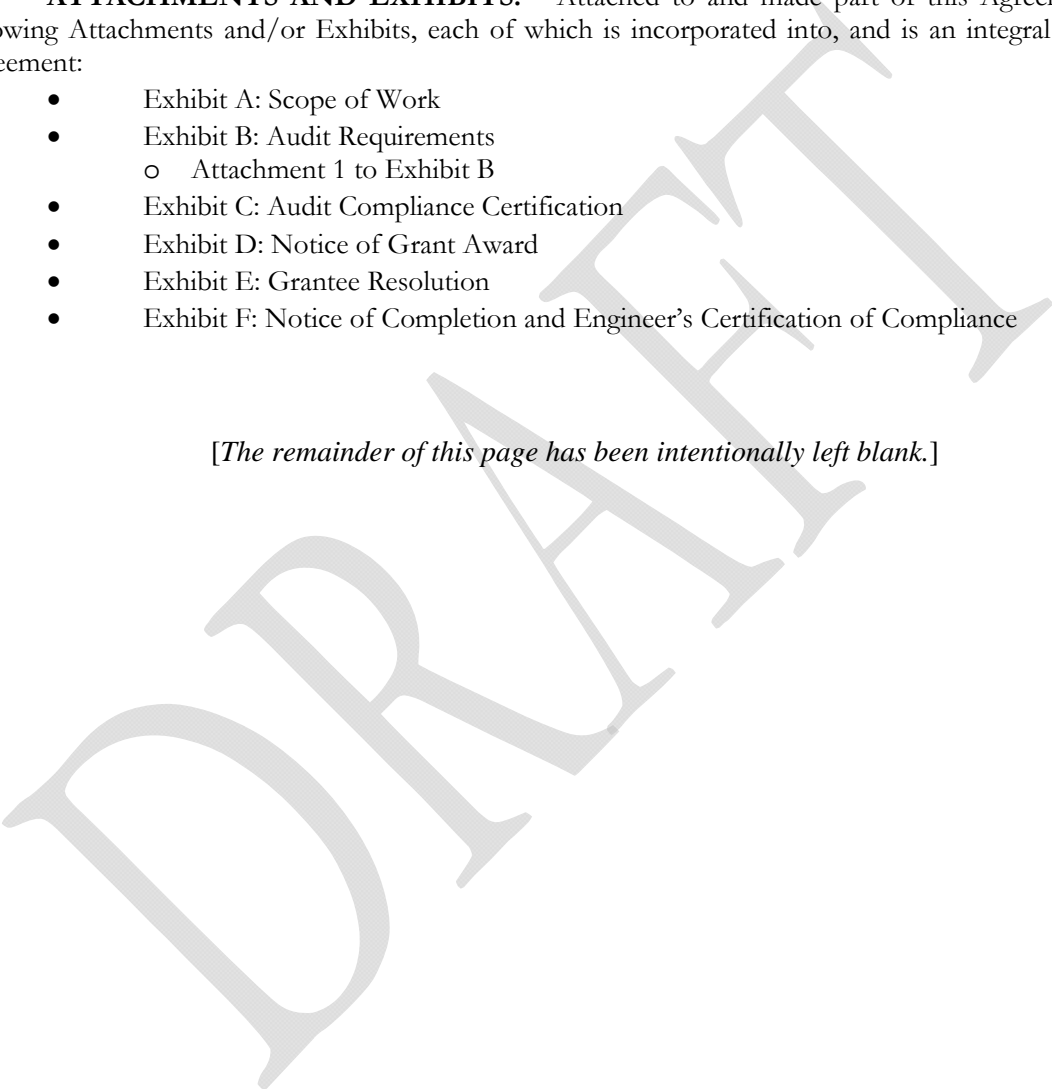 ATTACHMENTS AND EXHIBITS. Attached to and made part of this Agree
owing Attachments and/or Exhibits, each of which is incorporated into, and is an integral
eement:
• Exhibit A: Scope of Work
• Exhibit B: Audit Requirements
o Attachment 1 to Exhibit B
• Exhibit C: Audit Compliance Certification
• Exhibit D: Notice of Grant Award
• Exhibit E: Grantee Resolution
• Exhibit F: Notice of Completion and Engineer’s Certification of Compliance
[The remainder of this page has been intentionally left blank.]
DRAFT